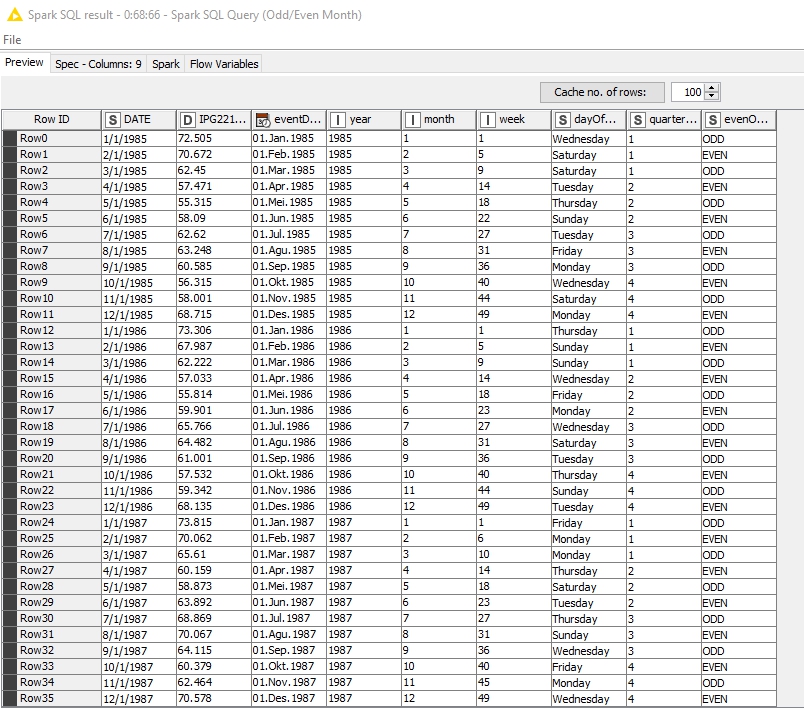 Spark SQL result - 0:68:66 - Spark SQL Query (Odd/Even Month)
File
Preview Spec - Columns: 9 Spark Flow Variables
Cache no. of rows: 100
Row ID S DATE D IPG221... eventD... I year I month I week S dayOf... S quarter... S evenO...
Row0 1/1/1985 72.505 01.Jan.1985 1985 1 1 Wednesday 1 ODD
Row1 2/1/1985 70.672 01.Feb.1985 1985 2 5 Saturday 1 EVEN
Row2 3/1/1985 62.45 01.Mar.1985 1985 3 9 Saturday 1 ODD
Row3 4/1/1985 57.471 01.Apr.1985 1985 4 14 Tuesday 2 EVEN
Row4 5/1/1985 55.315 01.Mei.1985 1985 5 18 Thursday 2 ODD
Row5 6/1/1985 58.09 01.Jun.1985 1985 6 22 Sunday 2 EVEN
Row6 7/1/1985 62.62 01.Jul.1985 1985 7 27 Tuesday 3 ODD
Row7 8/1/1985 63.248 01.Agu.1985 1985 8 31 Friday 3 EVEN
Row8 9/1/1985 60.585 01.Sep.1985 1985 9 36 Monday 3 ODD
Row9 10/1/1985 56.315 01.Okt.1985 1985 10 40 Wednesday 4 EVEN
Row10 11/1/1985 58.001 01.Nov.1985 1985 11 44 Saturday 4 ODD
Row11 12/1/1985 68.715 01.Des.1985 1985 12 49 Monday 4 EVEN
Row12 1/1/1986 73.306 01.Jan.1986 1986 1 1 Thursday 1 ODD
Row13 2/1/1986 67.987 01.Feb.1986 1986 2 5 Sunday 1 EVEN
Row14 3/1/1986 62.222 01.Mar.1986 1986 3 9 Sunday 1 ODD
Row15 4/1/1986 57.033 01.Apr.1986 1986 4 14 Wednesday 2 EVEN
Row16 5/1/1986 55.814 01.Mei.1986 1986 5 18 Friday 2 ODD
Row17 6/1/1986 59.901 01.Jun.1986 1986 6 23 Monday 2 EVEN
Row18 7/1/1986 65.766 01.Jul.1986 1986 7 27 Wednesday 3 ODD
Row19 8/1/1986 64.482 01.Agu.1986 1986 8 31 Saturday 3 EVEN
Row20 9/1/1986 61.001 01.Sep.1986 1986 9 36 Tuesday 3 ODD
Row21 10/1/1986 57.532 01.Okt.1986 1986 10 40 Thursday 4 EVEN
Row22 11/1/1986 59.342 01.Nov.1986 1986 11 44 Sunday 4 ODD
Row23 12/1/1986 68.135 01.Des.1986 1986 12 49 Tuesday 4 EVEN
Row24 1/1/1987 73.815 01.Jan.1987 1987 1 1 Friday 1 ODD
Row25 2/1/1987 70.062 01.Feb.1987 1987 2 6 Monday 1 EVEN
Row26 3/1/1987 65.61 01.Mar.1987 1987 3 10 Monday 1 ODD
Row27 4/1/1987 60.159 01.Apr.1987 1987 4 14 Thursday 2 EVEN
Row28 5/1/1987 58.873 01.Mei.1987 1987 5 18 Saturday 2 ODD
Row29 6/1/1987 63.892 01.Jun.1987 1987 6 23 Tuesday 2 EVEN
Row30 7/1/1987 68.869 01.Jul.1987 1987 7 27 Thursday 3 ODD
Row31 8/1/1987 70.067 01.Agu.1987 1987 8 31 Sunday 3 EVEN
Row32 9/1/1987 64.115 01.Sep.1987 1987 9 36 Wednesday 3 ODD
Row33 10/1/1987 60.379 01.Okt.1987 1987 10 40 Friday 4 EVEN
Row34 11/1/1987 62.464 01.Nov.1987 1987 11 45 Monday 4 ODD
Row35 12/1/1987 70.578 01.Des.1987 1987 12 49 Wednesday 4 EVEN